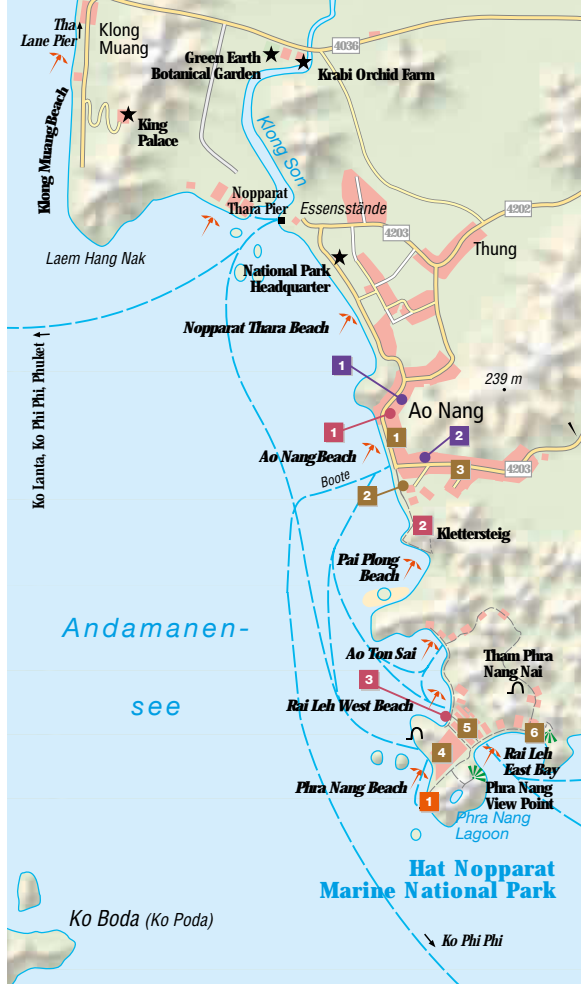 Tha
Lane Pier
Klong
Muang
4036
Green Earth
Botanical Garden
Krabi Orchid Farm
Klong Muang Beach
King
Palace
Klong Son
Nopparat
Thara Pier
Essensstände
4202
4203
Thung
Laem Hang Nak
National Park
Headquarter
Nopparat Thara Beach
Ko Lanta, Ko Phi Phi, Phuket
1
239 m
Ao Nang
1
1
2
Ao Nang Beach
3
4203
Boote
2
2
Klettersteig
Pai Plong
Beach
Andamanen-
see
Ao Ton Sai
Tham Phra
Nang Nai
3
Rai Leh West Beach
5
6
4
Rai Leh
East Bay
Phra Nang Beach
Phra Nang
View Point
1
Phra Nang
Lagoon
Hat Nopparat
Marine National Park
Ko Boda (Ko Poda)
Ko Phi Phi